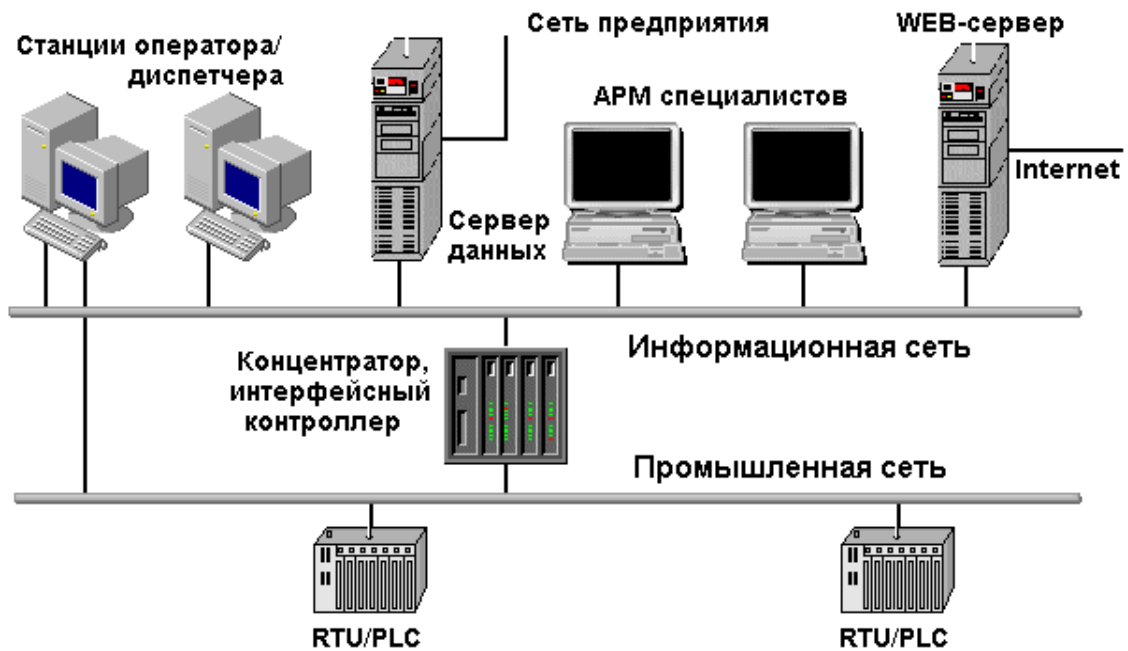 Сеть предприятия
WEB-сервер
Станции оператора/
диспетчера
АРМ специалистов
Internet
Сервер
данных
Информационная сеть
Концентратор,
интерфейсный
контроллер
Промышленная сеть
RTU/PLC
RTU/PLC